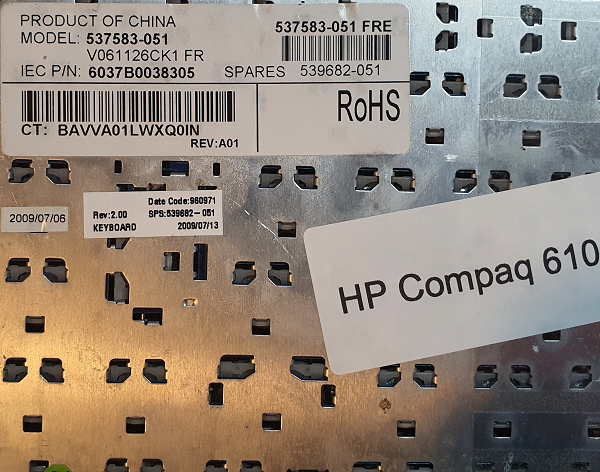 PRODUCT OF CHINA
537583-051 FRE
MODEL: 537583-051
V061126CK1 FR
IEC P/N: 6037B0038305 SPARES 539682-051
RoHS
CT: BAVVA01LWXQ0IN
REV:A01
2009/07/06
Date Code:960971
Rev:2.00 SPS:539682-051
KEYBOARD 2009/07/13
HP Compaq 610